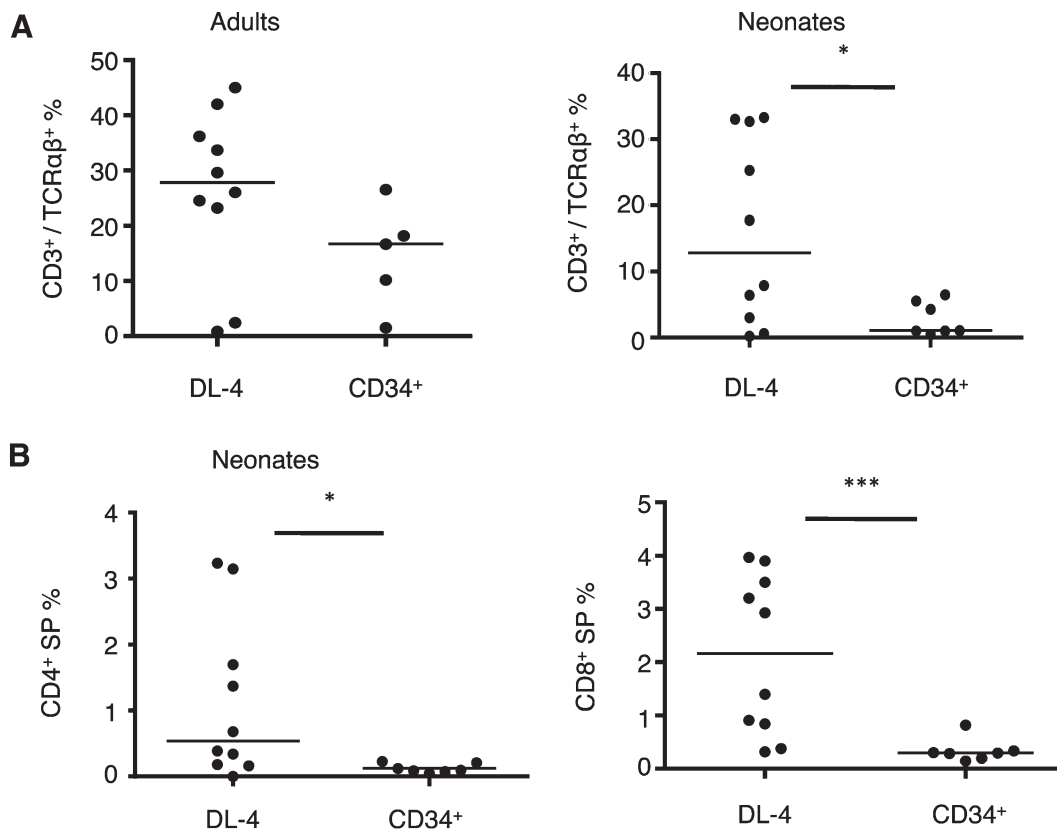 A
Adults
CD3⁺ / TCRαβ⁺ %
50
40
30
20
10
0
DL-4
CD34⁺
Neonates
*
CD3⁺ / TCRαβ⁺ %
40
30
20
10
0
DL-4
CD34⁺
B
Neonates
*
CD4⁺ SP %
4
3
2
1
0
DL-4
CD34⁺
***
CD8⁺ SP %
5
4
3
2
1
0
DL-4
CD34⁺